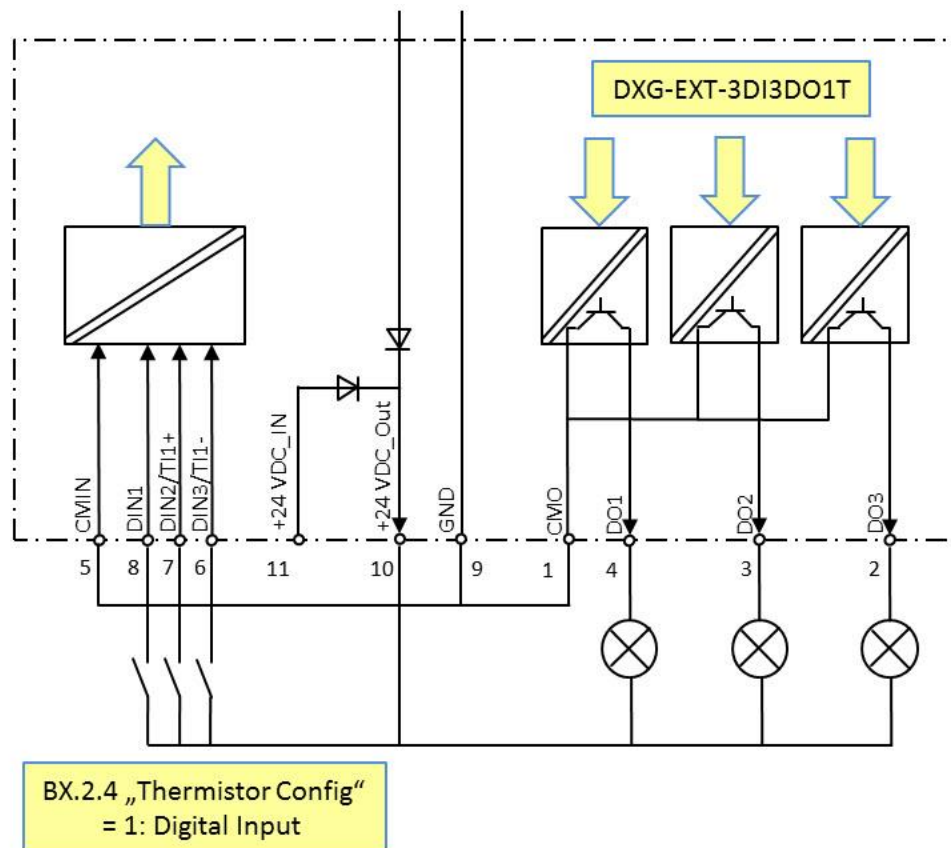 DXG-EXT-3DI3DO1T
CMIN
DIN1
DIN2/TI1+
DIN3/TI1-
+24 VDC_IN
+24 VDC_Out
GND
CMO
DO1
DO2
DO3
5
8
7
6
11
10
9
1
4
3
2
BX.2.4 „Thermistor Config“
= 1: Digital Input